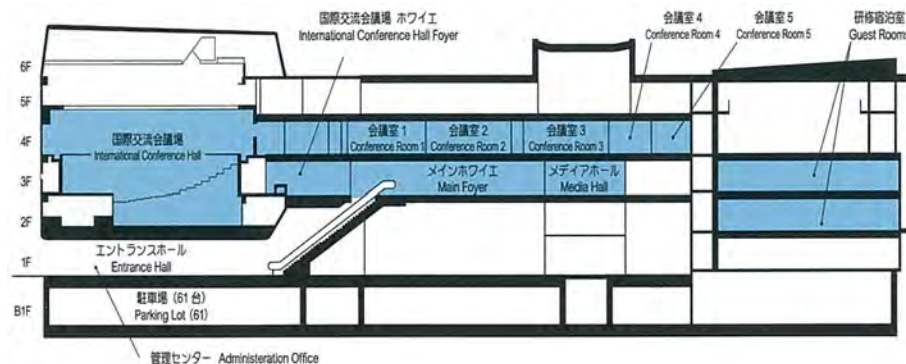 国際交流会議場 ホワイエ
International Conference Hall Foyer
会議室 4
Conference Room 4
会議室 5
Conference Room 5
研修宿泊室
Guest Rooms
6F
5F
4F
3F
2F
1F
B1F
国際交流会議場
International Conference Hall
会議室 1
Conference Room 1
会議室 2
Conference Room 2
会議室 3
Conference Room 3
メインホワイエ
Main Foyer
メディアホール
Media Hall
エントランスホール
Entrance Hall
駐車場 (61 台)
Parking Lot (61)
管理センター Administeration Office